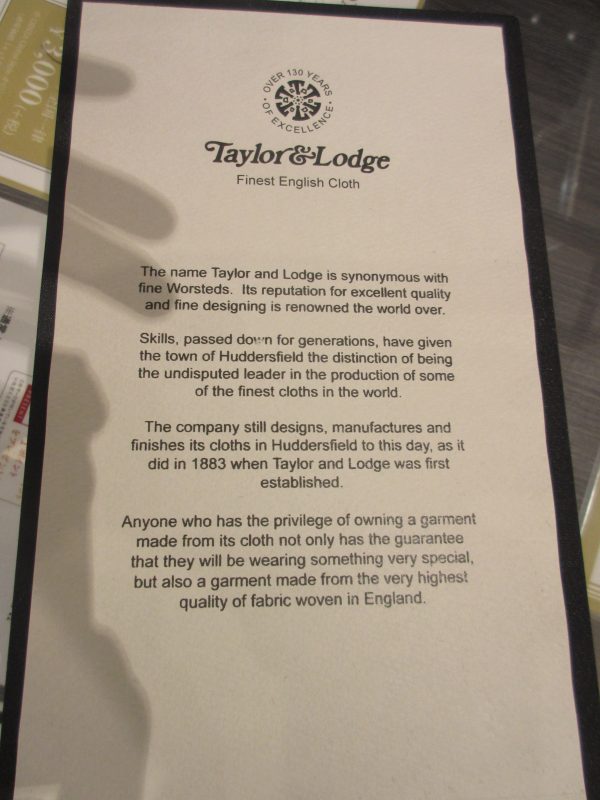 OVER 130 YEARS
OF EXCELLENCE
Taylor&Lodge
Finest English Cloth
The name Taylor and Lodge is synonymous with
fine Worsteds. Its reputation for excellent quality
and fine designing is renowned the world over.
Skills, passed down for generations, have given
the town of Huddersfield the distinction of being
the undisputed leader in the production of some
of the finest cloths in the world.
The company still designs, manufactures and
finishes its cloths in Huddersfield to this day, as it
did in 1883 when Taylor and Lodge was first
established.
Anyone who has the privilege of owning a garment
made from its cloth not only has the guarantee
that they will be wearing something very special,
but also a garment made from the very highest
quality of fabric woven in England.
¥3,000